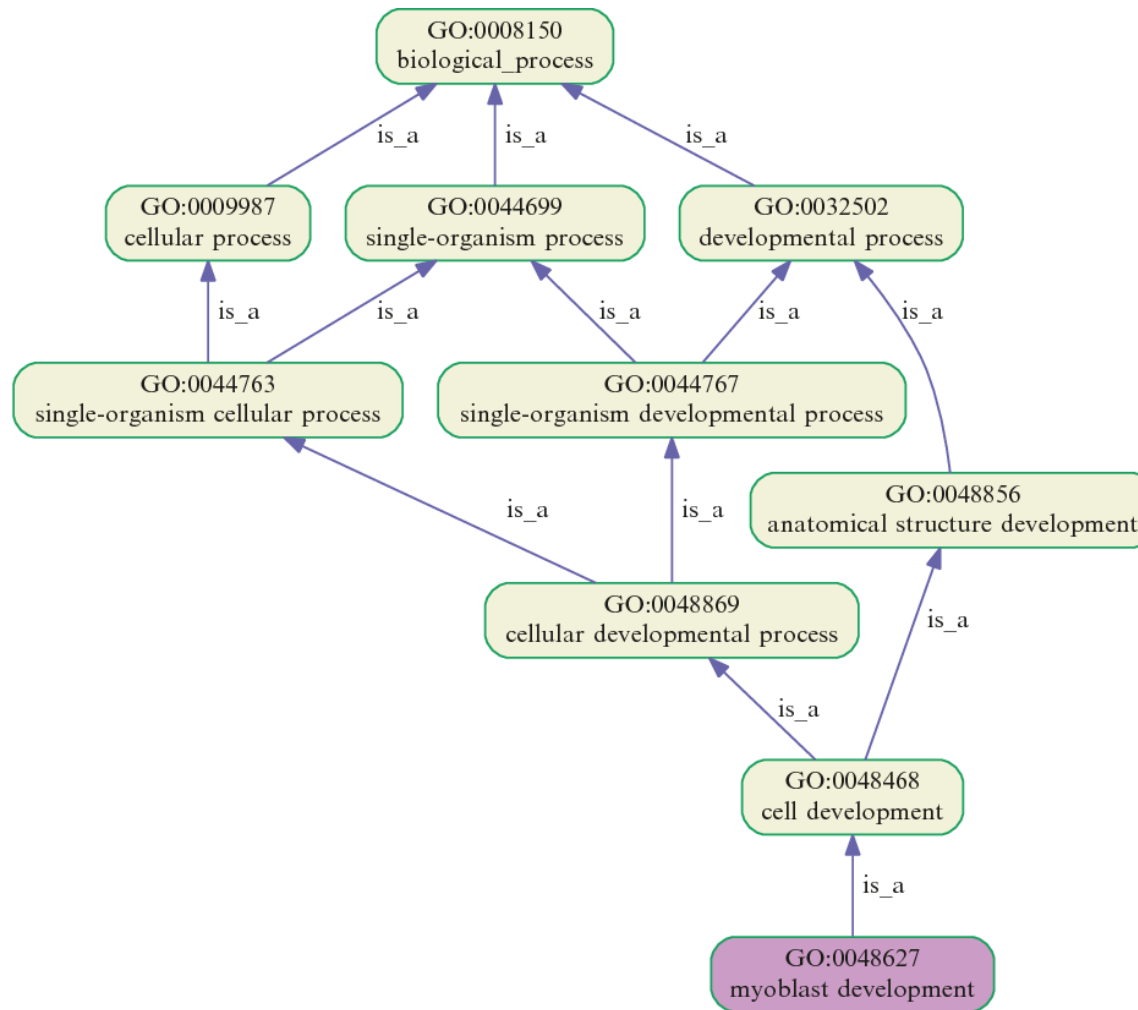 GO:0008150
biological_process
is_a
is_a
is_a
GO:0009987
cellular process
GO:0044699
single-organism process
GO:0032502
developmental process
is_a
is_a
is_a
is_a
is_a
GO:0044763
single-organism cellular process
GO:0044767
single-organism developmental process
GO:0048856
anatomical structure development
is_a
is_a
GO:0048869
cellular developmental process
is_a
is_a
GO:0048468
cell development
is_a
GO:0048627
myoblast development